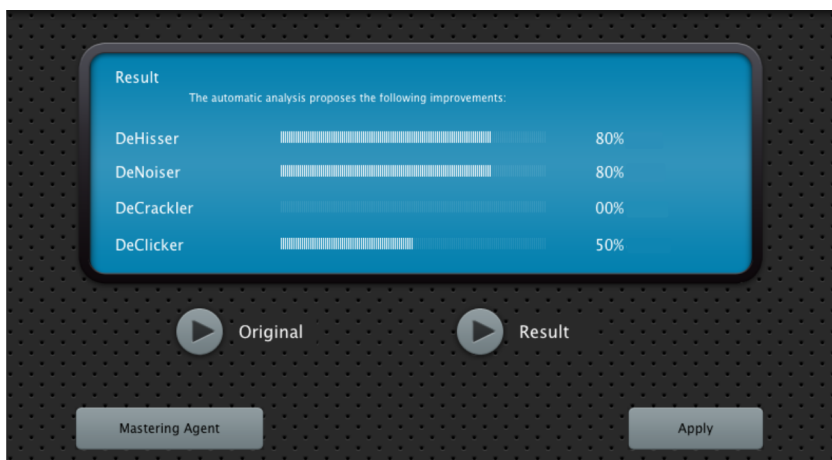 Result
The automatic analysis proposes the following improvements:
DeHisser 80%
DeNoiser 80%
DeCrackler 00%
DeClicker 50%
Original Result
Mastering Agent Apply